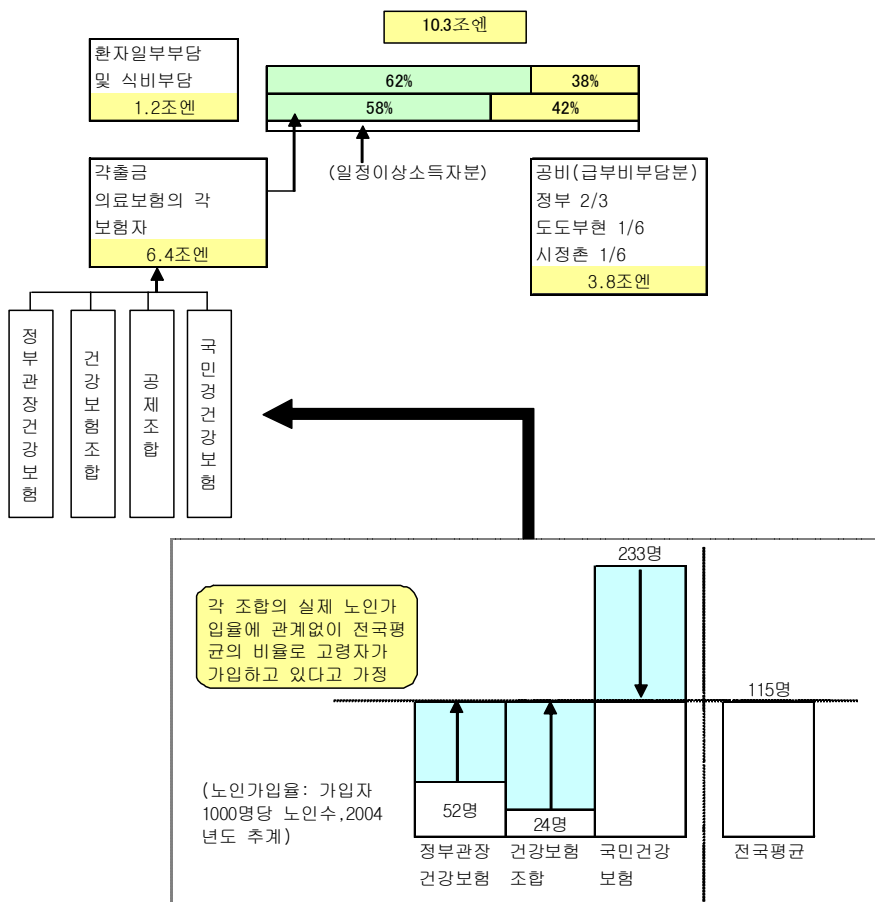 10.3조엔
환자일부부담
및 식비부담
1.2조엔
62%
38%
58%
42%
(일정이상소득자분)
갹출금
의료보험의 각
보험자
6.4조엔
공비(급부비부담분)
정부 2/3
도도부현 1/6
시정촌 1/6
3.8조엔
정부관장건강보험
건강보험조합
공제조합
국민겅건강보험
233명
각 조합의 실제 노인가
입율에 관계없이 전국평
균의 비율로 고령자가
가입하고 있다고 가정
115명
(노인가입율: 가입자
1000명당 노인수,2004
년도 추계)
52명
24명
정부관장
건강보험
건강보험
조합
국민건강
보험
전국평균